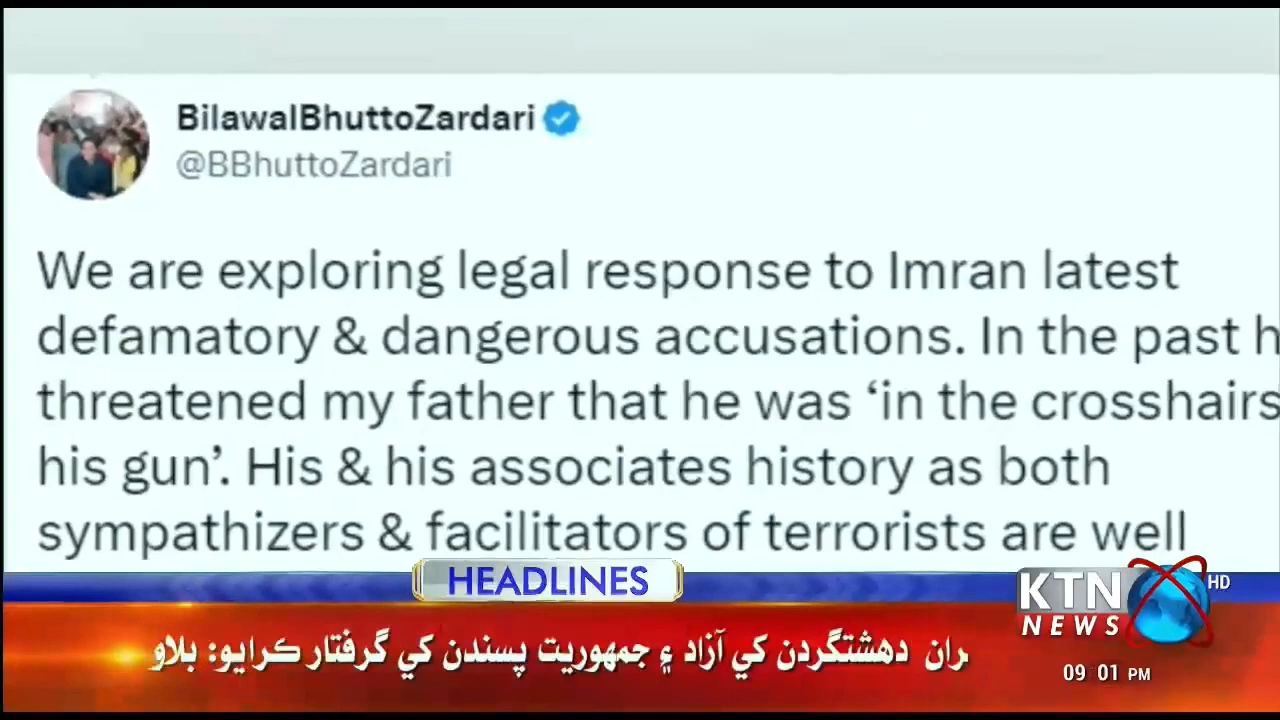 BilawalBhuttoZardari
@BBhuttoZardari
We are exploring legal response to Imran latest
defamatory & dangerous accusations. In the past h
threatened my father that he was ‘in the crosshairs
his gun’. His & his associates history as both
sympathizers & facilitators of terrorists are well
HEADLINES
KTN HD
NEWS
ران دهشتگردن کي آزاد ۽ جمهوريت پسندن کي گرفتار ڪرايو: بلاو
09 01 PM